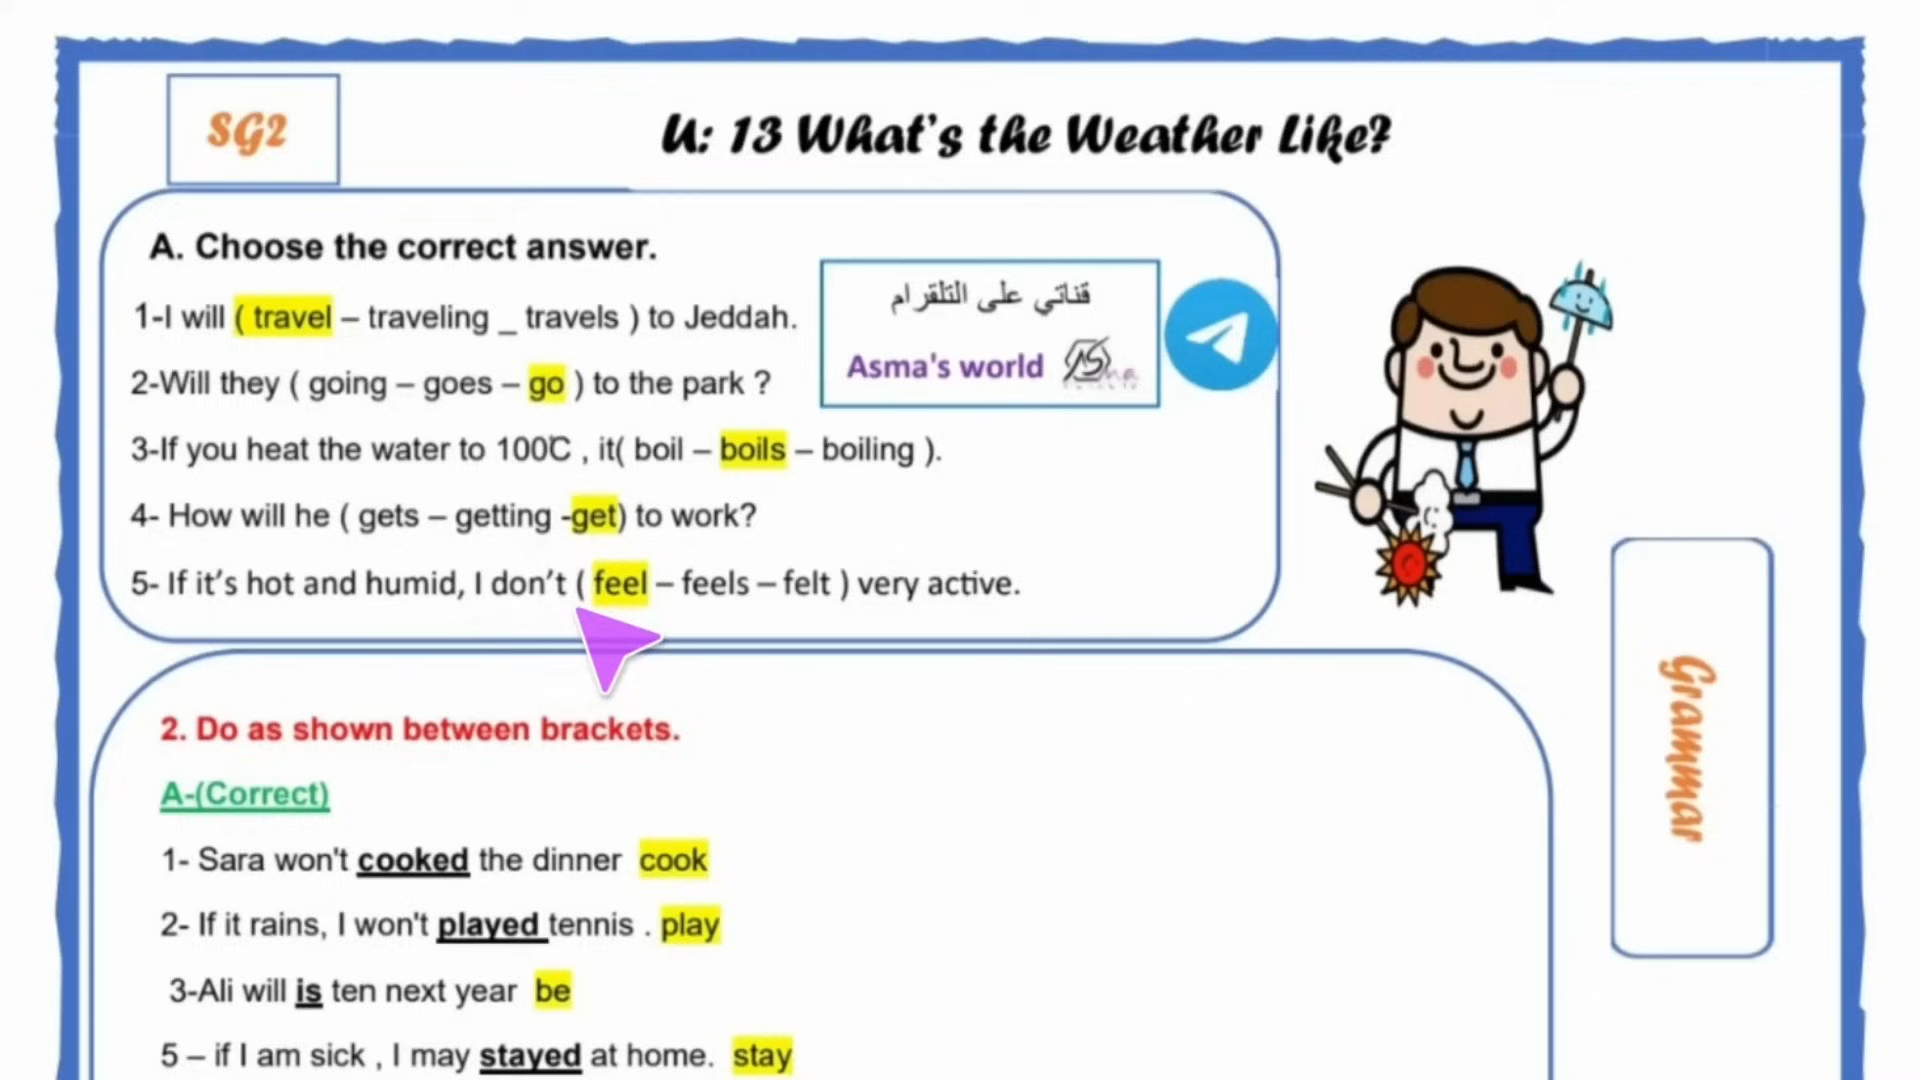 SG2
U: 13 What's the Weather Like?
A. Choose the correct answer.
1-I will ( travel – traveling _ travels ) to Jeddah.
2-Will they ( going – goes – go ) to the park ?
3-If you heat the water to 100℃ , it( boil – boils – boiling ).
4- How will he ( gets – getting -get) to work?
5- If it’s hot and humid, I don’t ( feel – feels – felt ) very active.
قناتي على التلقرام
Asma's world
2. Do as shown between brackets.
A-(Correct)
1- Sara won't cooked the dinner cook
2- If it rains, I won't played tennis . play
3-Ali will is ten next year be
5 – if I am sick , I may stayed at home. stay
Grammar